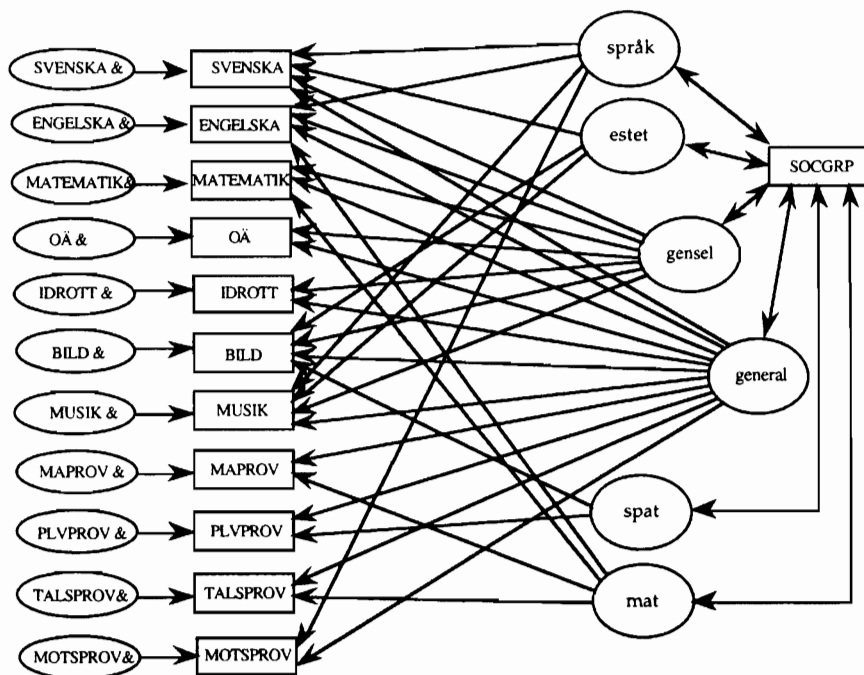 SVENSKA &
SVENSKA
språk
ENGELSKA &
ENGELSKA
estet
SOCGRP
MATEMATIK&
MATEMATIK
OÄ &
OÄ
gensel
IDROTT &
IDROTT
BILD &
BILD
general
MUSIK &
MUSIK
MAPROV &
MAPROV
PLVPROV &
PLVPROV
spat
TALSPROV&
TALSPROV
mat
MOTSPROV&
MOTSPROV